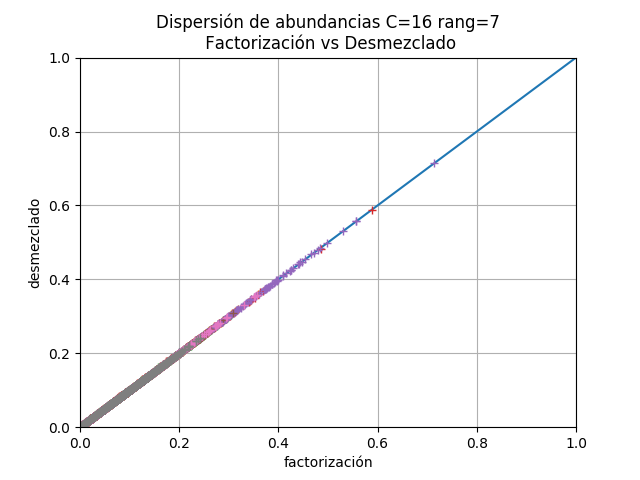 Dispersión de abundancias C=16 rang=7
Factorización vs Desmezclado
1.0
0.8
0.6
0.4
0.2
0.0
desmezclado
0.0 0.2 0.4 0.6 0.8 1.0
factorización